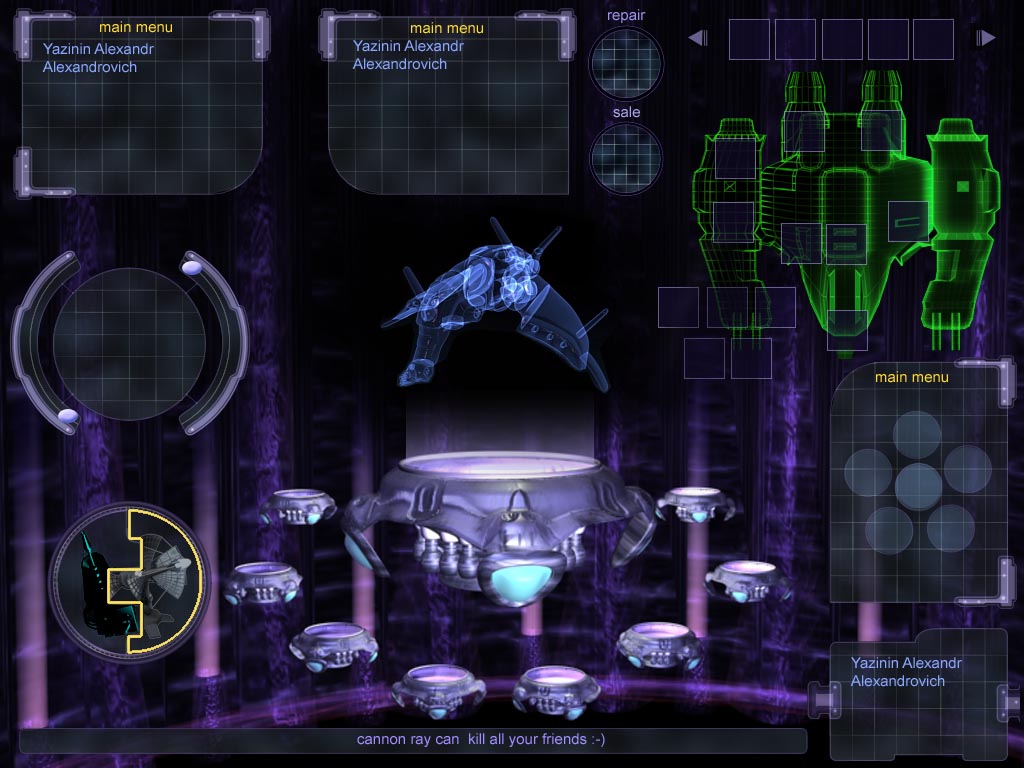 main menu
Yazinin Alexandr
Alexandrovich
main menu
Yazinin Alexandr
Alexandrovich
repair
sale
main menu
Yazinin Alexandr
Alexandrovich
cannon ray can  kill all your friends :-)